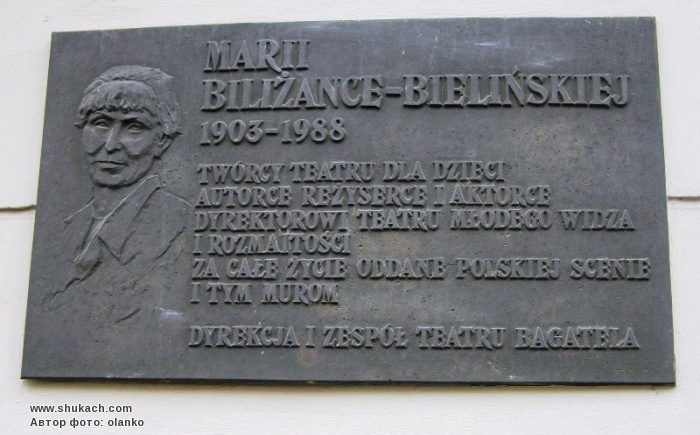 MARII
BILIŻANCE-BIELIŃSKIEJ
1903-1988
TWÓRCY TEATRU DLA DZIECI
AUTORCE REŻYSERCE I AKTORCE
DYREKTOROWI TEATRU MŁODEGO WIDZA
I ROZMAITOŚCI
ZA CAŁE ŻYCIE ODDANE POLSKIEJ SCENIE
I TYM MUROM
DYREKCJA I ZESPÓŁ TEATRU BAGATELA
www.shukach.com
Автор фото: olanko